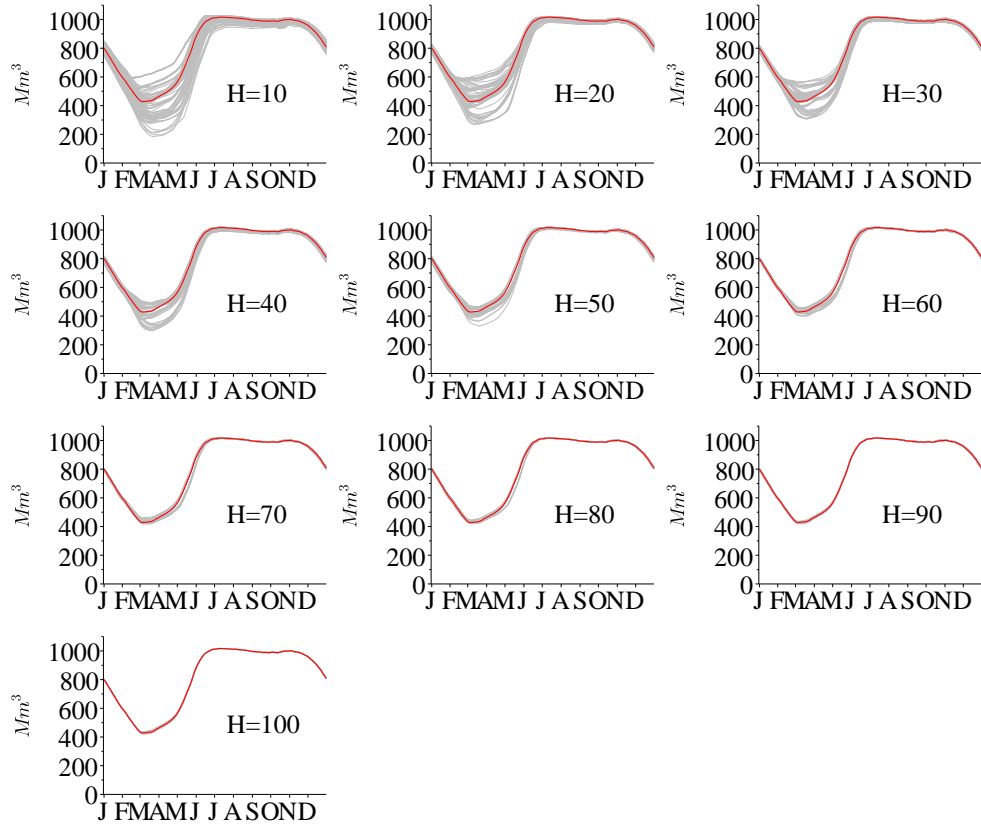 1000 1000 1000
800 800 800
600 600 600
400 400 400
200 200 200
0 0 0
Mm³ Mm³ Mm³
H=10 H=20 H=30
J FMAMJ J A SOND J FMAMJ J A SOND J FMAMJ J A SOND
1000 1000 1000
800 800 800
600 600 600
400 400 400
200 200 200
0 0 0
Mm³ Mm³ Mm³
H=40 H=50 H=60
J FMAMJ J A SOND J FMAMJ J A SOND J FMAMJ J A SOND
1000 1000 1000
800 800 800
600 600 600
400 400 400
200 200 200
0 0 0
Mm³ Mm³ Mm³
H=70 H=80 H=90
J FMAMJ J A SOND J FMAMJ J A SOND J FMAMJ J A SOND
1000
800
600
400
200
0
Mm³
H=100
J FMAMJ J A SOND